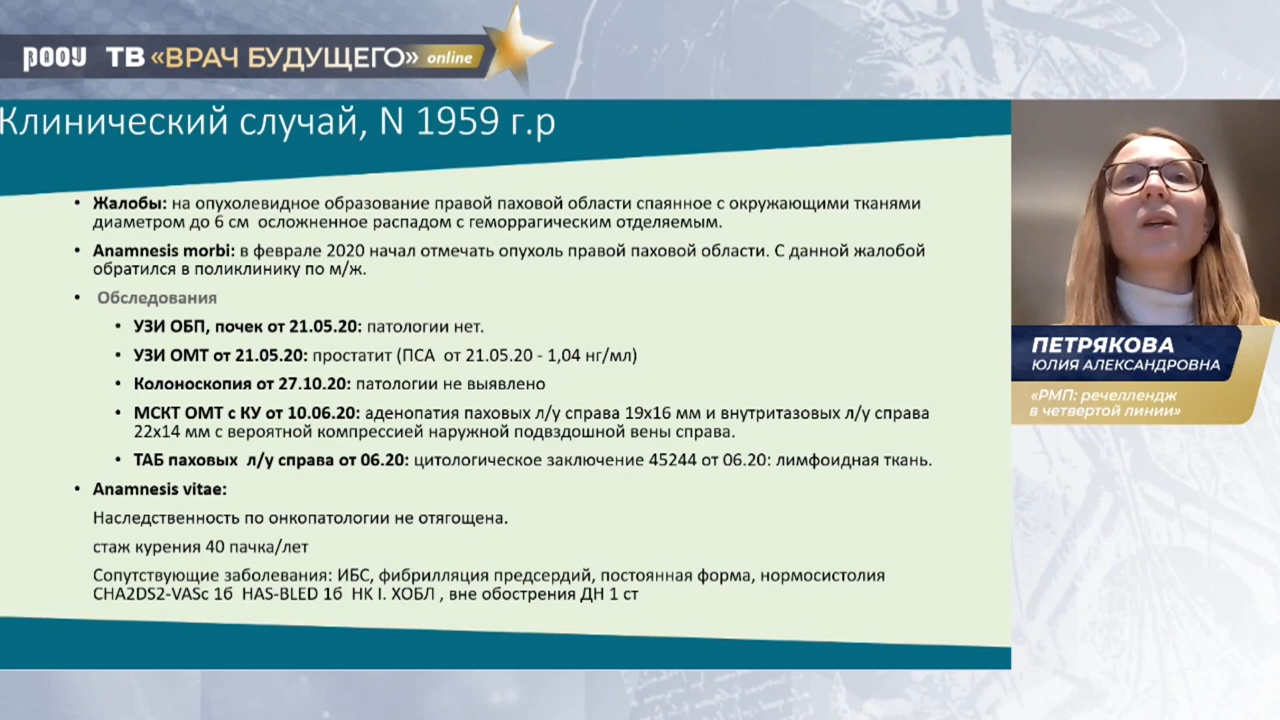 РООУ ТВ «ВРАЧ БУДУЩЕГО» online
Клинический случай, N 1959 г.р
• Жалобы: на опухолевидное образование правой паховой области спаянное с окружающими тканями
диаметром до 6 см осложненное распадом с геморрагическим отделяемым.
• Anamnesis morbi: в феврале 2020 начал отмечать опухоль правой паховой области. С данной жалобой
обратился в поликлинику по м/ж.
• Обследования
• УЗИ ОБП, почек от 21.05.20: патологии нет.
• УЗИ ОМТ от 21.05.20: простатит (ПСА от 21.05.20 - 1,04 нг/мл)
• Колоноскопия от 27.10.20: патологии не выявлено
• МСКТ ОМТ с КУ от 10.06.20: аденопатия паховых л/у справа 19х16 мм и внутритазовых л/у справа
22х14 мм с вероятной компрессией наружной подвздошной вены справа.
• ТАБ паховых л/у справа от 06.20: цитологическое заключение 45244 от 06.20: лимфоидная ткань.
• Anamnesis vitae:
Наследственность по онкопатологии не отягощена.
стаж курения 40 пачка/лет
Сопутствующие заболевания: ИБС, фибрилляция предсердий, постоянная форма, нормосистолия
CHA2DS2-VASc 1б HAS-BLED 1б НК I. ХОБЛ , вне обострения ДН 1 ст
ПЕТРЯКОВА
ЮЛИЯ АЛЕКСАНДРОВНА
«РМП: речеллендж
в четвертой линии»